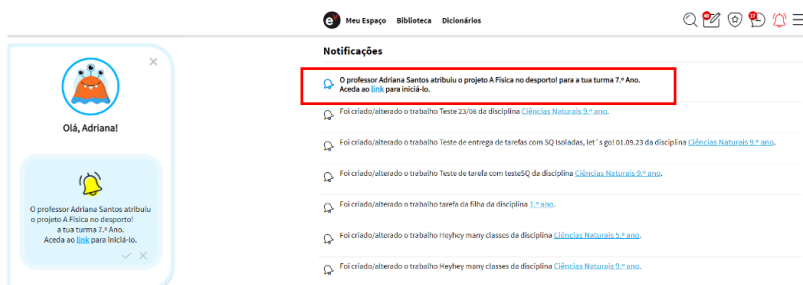 Meu Espaço Biblioteca Dicionários
Notificações
O professor Adriana Santos atribuiu o projeto A Física no desporto! para a tua turma 7.º Ano.
Aceda ao link para iniciá-lo.
Foi criado/alterado o trabalho Teste 23/08 da disciplina Ciências Naturais 9.º ano.
Foi criado/alterado o trabalho Teste de entrega de tarefas com SQ Isoladas, let´s go! 01.09.23 da disciplina Ciências Naturais 9.º ano.
Foi criado/alterado o trabalho Teste de tarefa com testeSQ da disciplina Ciências Naturais 9.º ano.
Foi criado/alterado o trabalho tarefa da filha da disciplina 1.º ano.
Foi criado/alterado o trabalho Heyhey many classes da disciplina Ciências Naturais 5.º ano.
Foi criado/alterado o trabalho Heyhey many classes da disciplina Ciências Naturais 9.º ano.
Olá, Adriana!
O professor Adriana Santos atribuiu
o projeto A Física no desporto!
a tua turma 7.º Ano.
Aceda ao link para iniciá-lo.